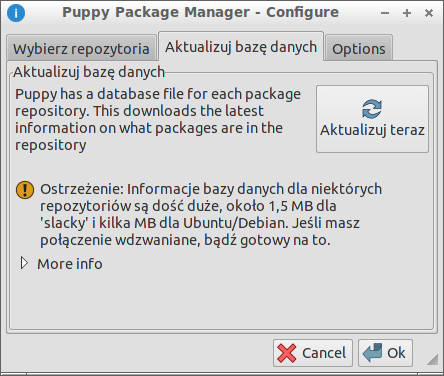 Puppy Package Manager - Configure
Wybierz repozytoria
Aktualizuj bazę danych
Options
Aktualizuj bazę danych
Puppy has a database file for each package
repository. This downloads the latest
information on what packages are in the
repository
Aktualizuj teraz
Ostrzeżenie: Informacje bazy danych dla niektórych
repozytoriów są dość duże, około 1,5 MB dla
'slacky' i kilka MB dla Ubuntu/Debian. Jeśli masz
połączenie wdzwaniane, bądź gotowy na to.
More info
Cancel
Ok